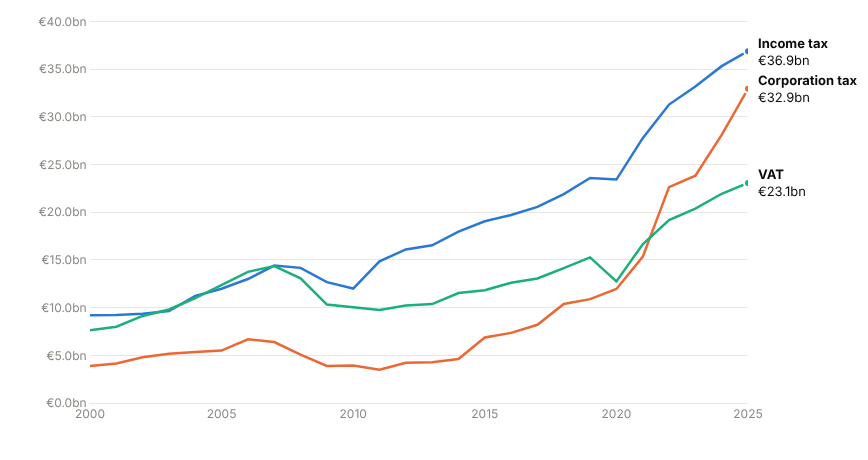 €40.0bn
€35.0bn
€30.0bn
€25.0bn
€20.0bn
€15.0bn
€10.0bn
€5.0bn
€0.0bn
2000
2005
2010
2015
2020
2025
Income tax
€36.9bn
Corporation tax
€32.9bn
VAT
€23.1bn